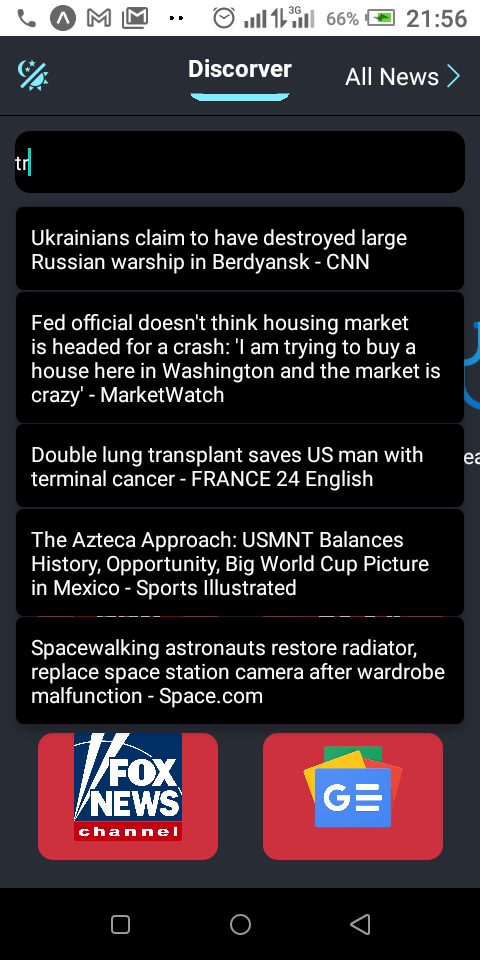 3G
66%
21:56
Discorver
All News
tr
Ukrainians claim to have destroyed large
Russian warship in Berdyansk - CNN
Fed official doesn't think housing market
is headed for a crash: 'I am trying to buy a
house here in Washington and the market is
crazy' - MarketWatch
Double lung transplant saves US man with
terminal cancer - FRANCE 24 English
The Azteca Approach: USMNT Balances
History, Opportunity, Big World Cup Picture
in Mexico - Sports Illustrated
Spacewalking astronauts restore radiator,
replace space station camera after wardrobe
malfunction - Space.com
FOX
NEWS
channel
G